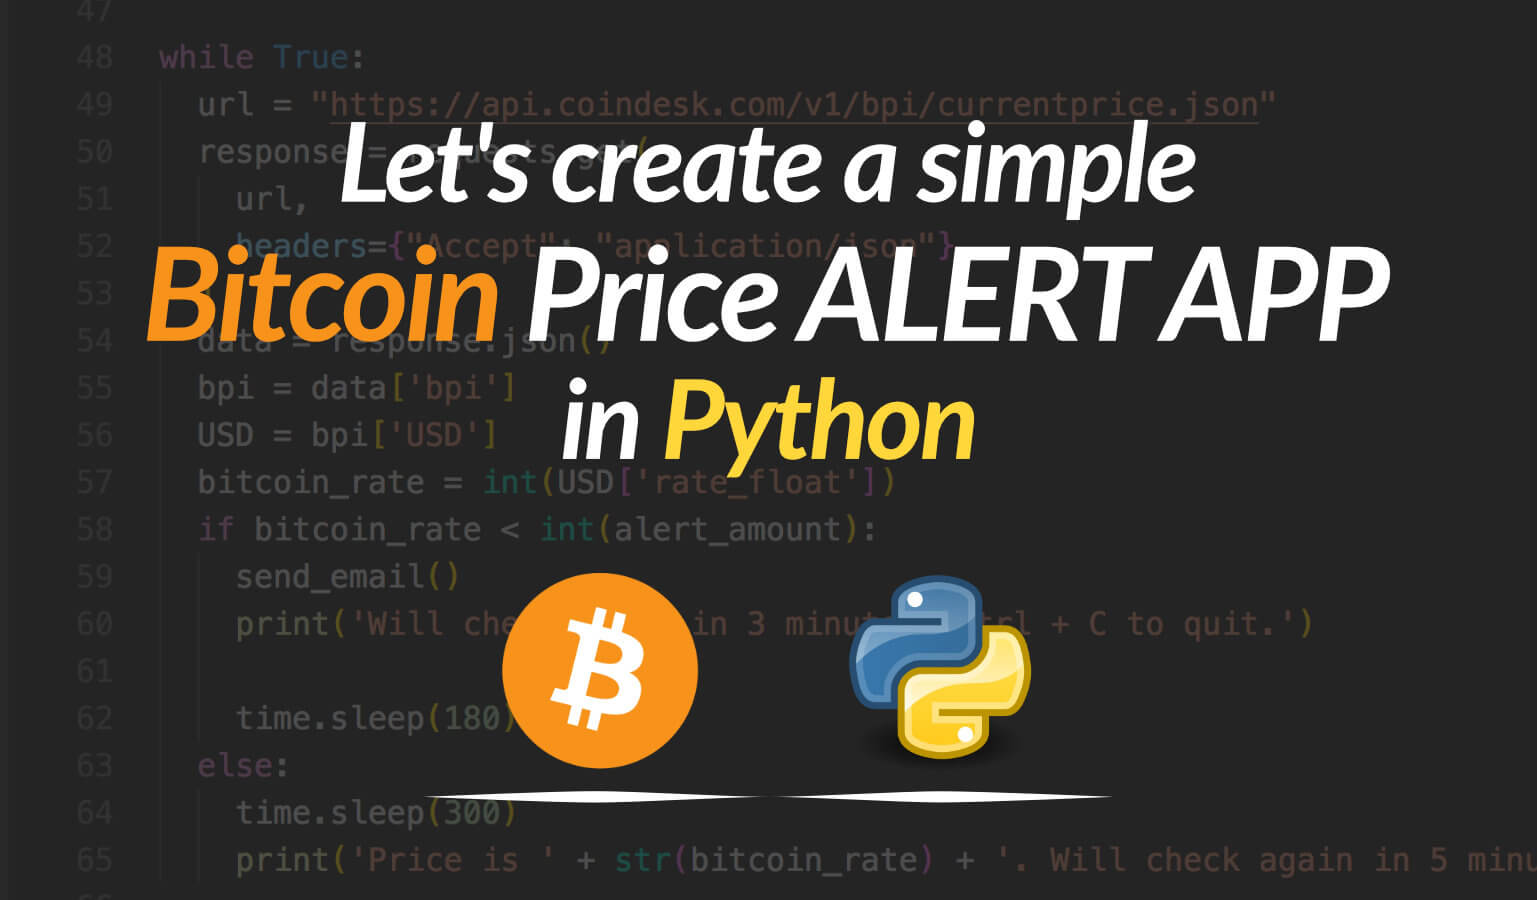 47
48 while True:
49 url = "https://api.coindesk.com/v1/bpi/currentprice.json"
50 response = requests.get(
Let's create a simple
51 url,
52 headers={"Accept": "application/json"}
Bitcoin Price ALERT APP
53 )
54 data = response.json()
55 bpi = data['bpi']
in Python
56 USD = bpi['USD']
57 bitcoin_rate = int(USD['rate_float'])
58 if bitcoin_rate < int(alert_amount):
59 send_email()
60 print('Will in 3 + C to quit.')
61
62 time.sleep(180)
63 else:
64 time.sleep(300)
65 print('Price is ' + str(bitcoin_rate) + '. Will check again in 5